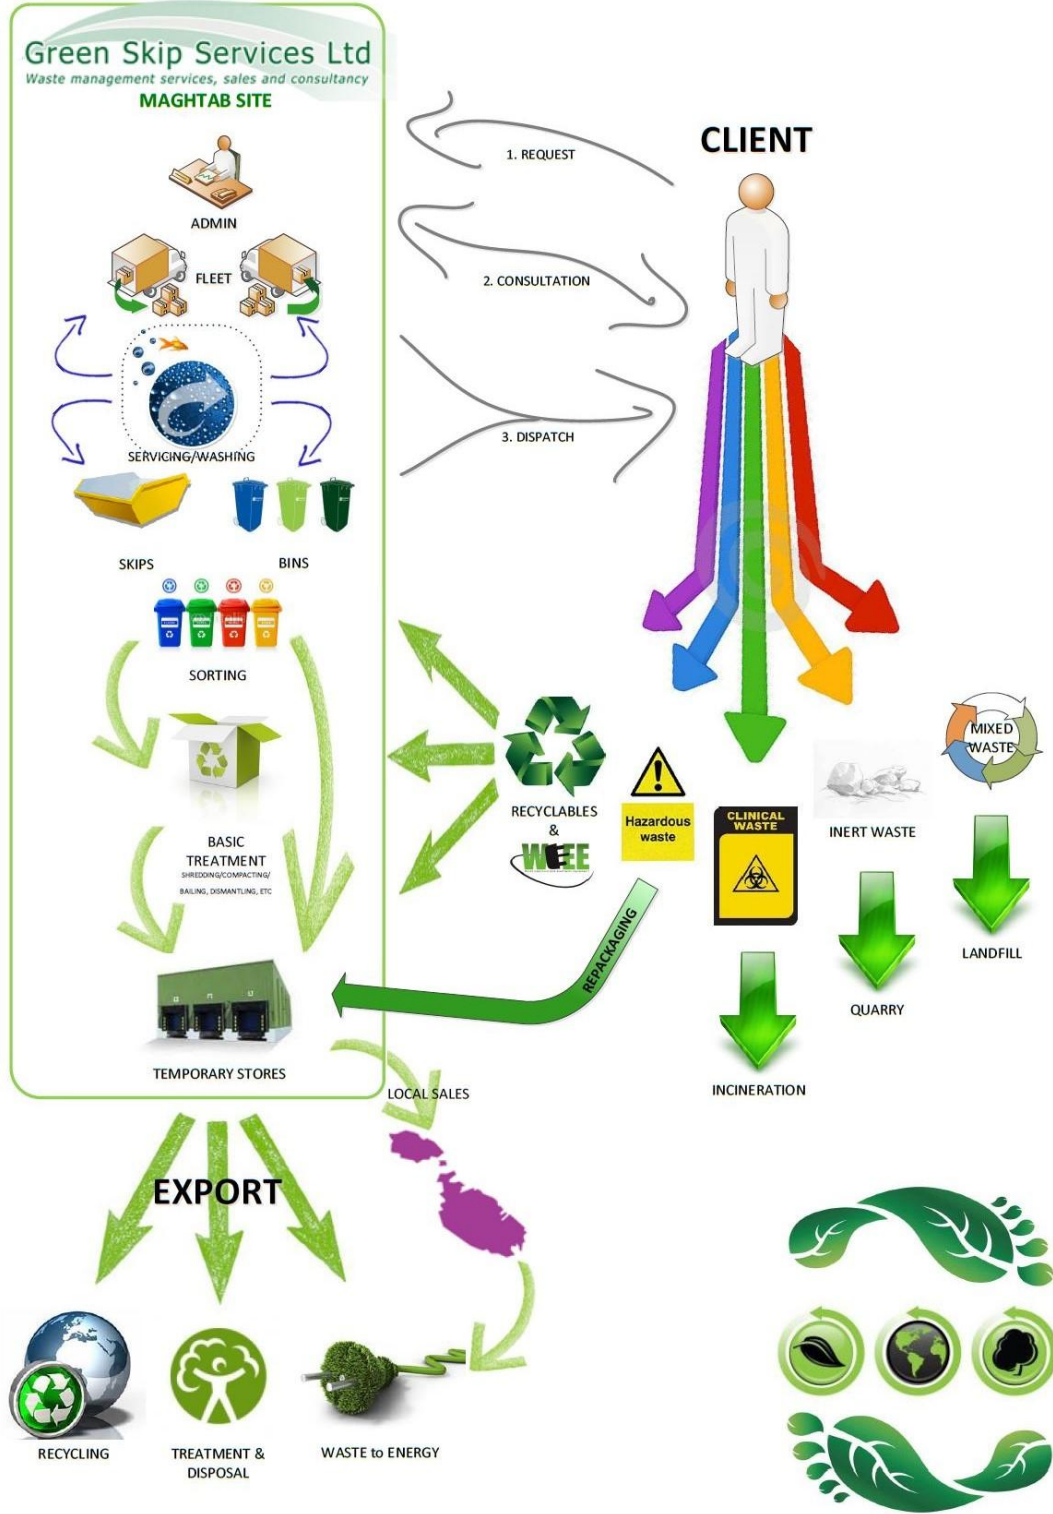 Green Skip Services Ltd
Waste management services, sales and consultancy
MAGHTAB SITE
ADMIN
FLEET
SERVICING/WASHING
SKIPS
BINS
SORTING
BASIC
TREATMENT
SHREDDING/COMPACTING/
BAILING, DISMANTLING, ETC
TEMPORARY STORES
1. REQUEST
2. CONSULTATION
3. DISPATCH
CLIENT
RECYCLABLES
&
WEEE
Hazardous
waste
CLINICAL
WASTE
INERT WASTE
MIXED
WASTE
REPACKAGING
INCINERATION
QUARRY
LANDFILL
LOCAL SALES
EXPORT
RECYCLING
TREATMENT &
DISPOSAL
WASTE to ENERGY